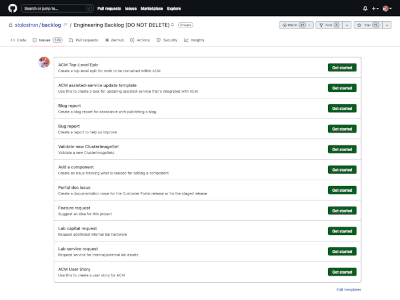 Search or jump to...
Pull requests Issues Marketplace Explore
stolostron/backlog / Engineering Backlog (DO NOT DELETE) Private
Code Issues Pull requests ZenHub Actions Security Insights
ACM Top-Level Epic
Create a top-level epic for work to be completed within ACM
Get started
ACM assisted-service update template
Use this to create a task for updating assisted-service that's integrated with ACM
Get started
Blog report
Create a blog report for assistance with publishing a blog.
Get started
Bug report
Create a report to help us improve
Get started
Validate new ClusterImageSet
Validate a new ClusterImageSets
Get started
Add a component
Create an issue tracking what is needed for adding a component
Get started
Portal doc issue
Create a documentation issue for the Customer Portal release or for the staged release
Get started
Feature request
Suggest an idea for this project
Get started
Lab capital request
Request additional internal lab hardware
Get started
Lab service request
Request service for internal/external lab assets
Get started
ACM User Story
Use this to create a user story for ACM
Get started
Edit templates